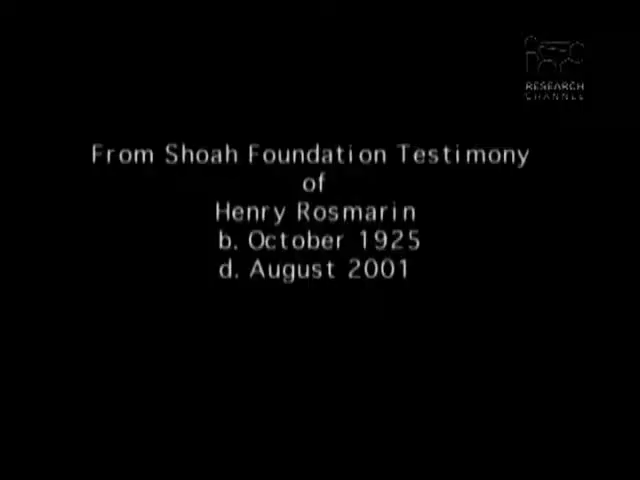 RESEARCH
CHANNEL
From Shoah Foundation Testimony
of
Henry Rosmarin
b. October 1925
d. August 2001